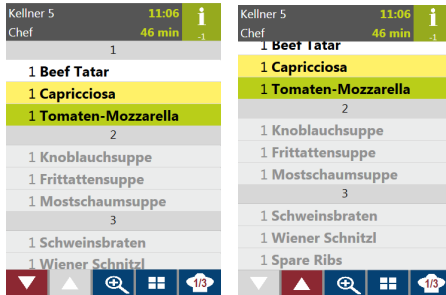 Kellner 5 11:06 i
Chef 46 min -1
1
1 Beef Tatar
1 Capricciosa
1 Tomaten-Mozzarella
2
1 Knoblauchsuppe
1 Frittattensuppe
1 Mostschaumsuppe
3
1 Schweinsbraten
1 Wiener Schnitzl
1/3
Kellner 5 11:06 i
Chef 46 min -1
1 Beef Tatar
1 Capricciosa
1 Tomaten-Mozzarella
2
1 Knoblauchsuppe
1 Frittattensuppe
1 Mostschaumsuppe
3
1 Schweinsbraten
1 Wiener Schnitzl
1 Spare Ribs
1/3